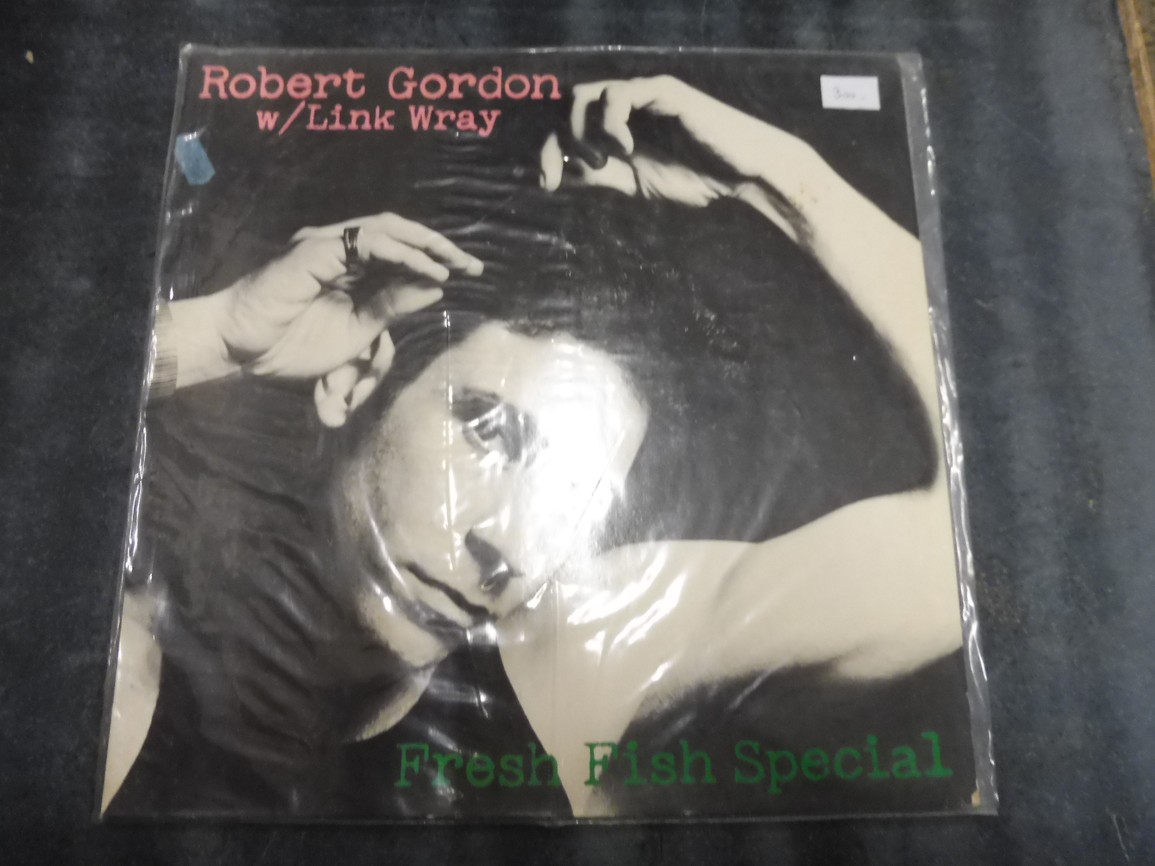 Robert Gordon
w/Link Wray
Fresh Fish Special